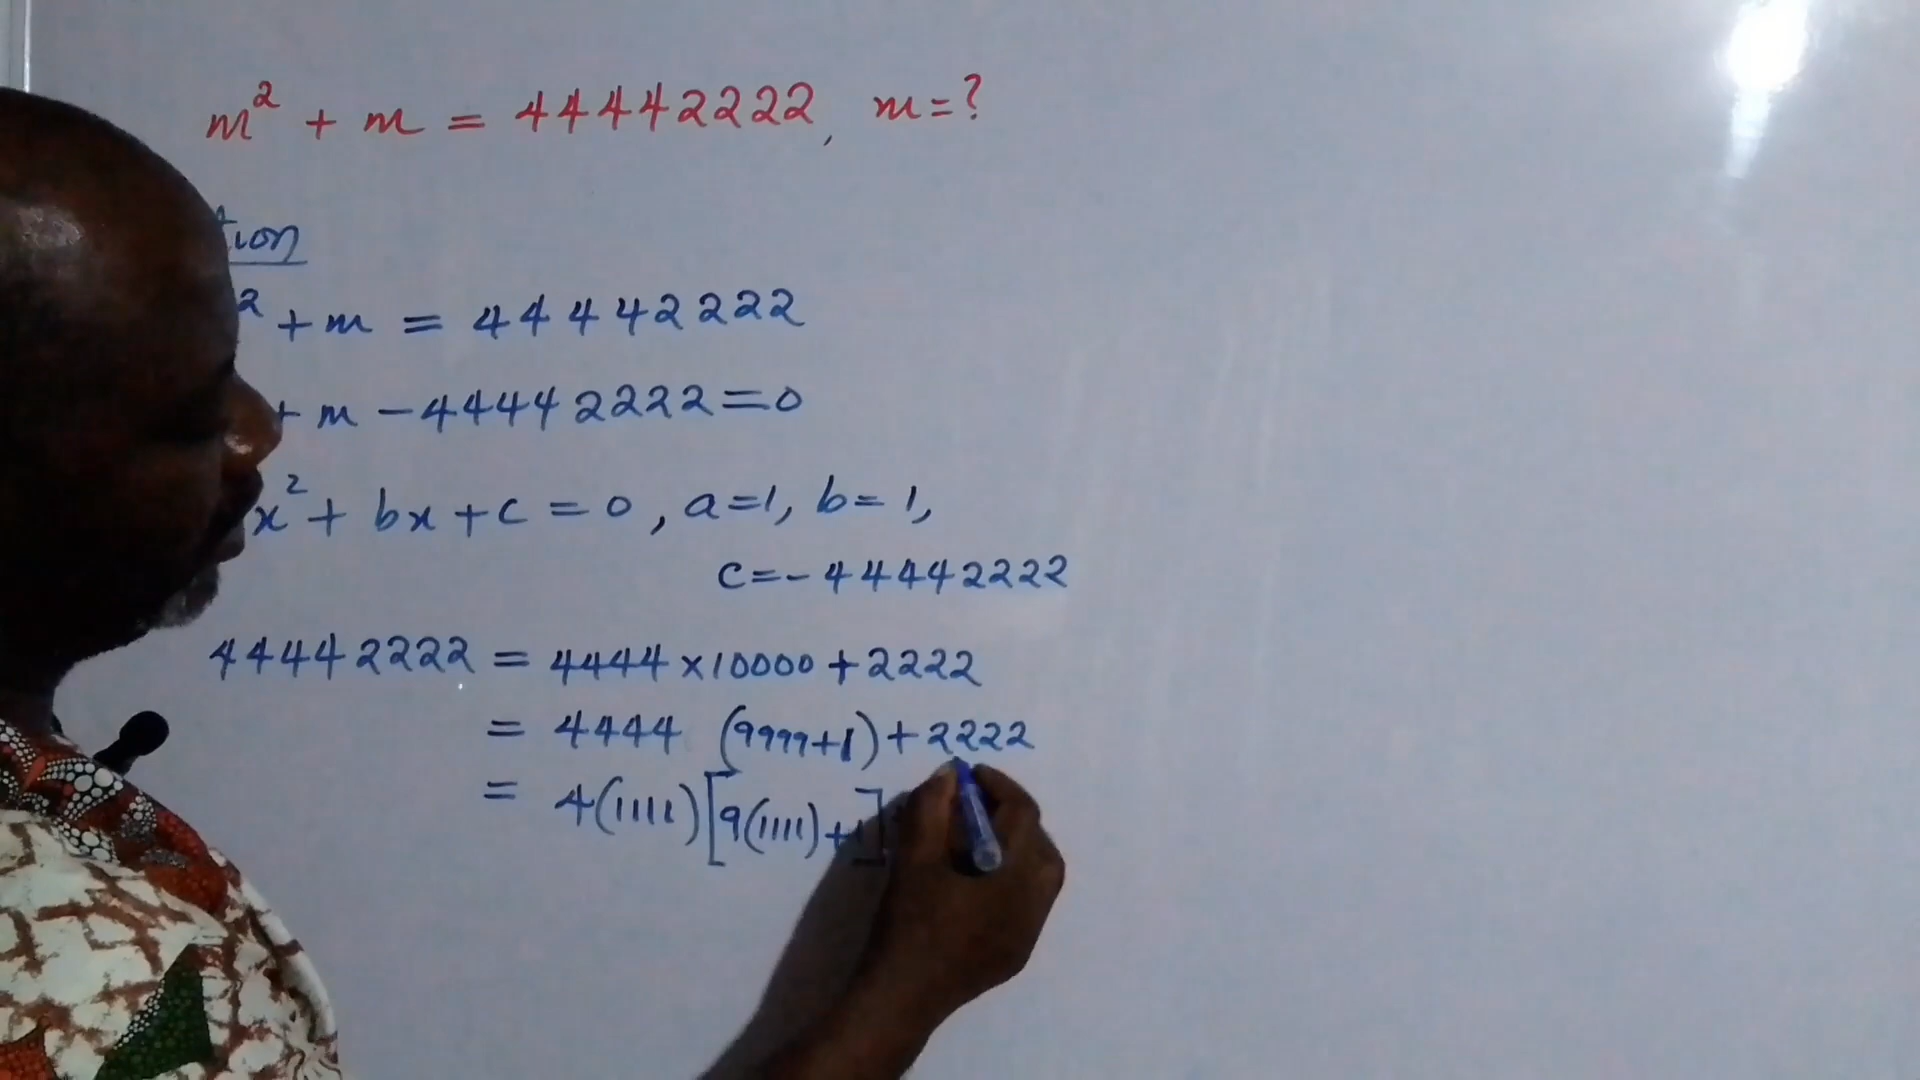 m² + m = 44442222, m=?
tion
² + m = 44442222
+ m - 44442222=0
x² + bx + c = 0, a=1, b=1,
c=-44442222
44442222 = 4444×10000+2222
= 4444 (9999+1)+2222
= 4(1111)[9(1111)+1]